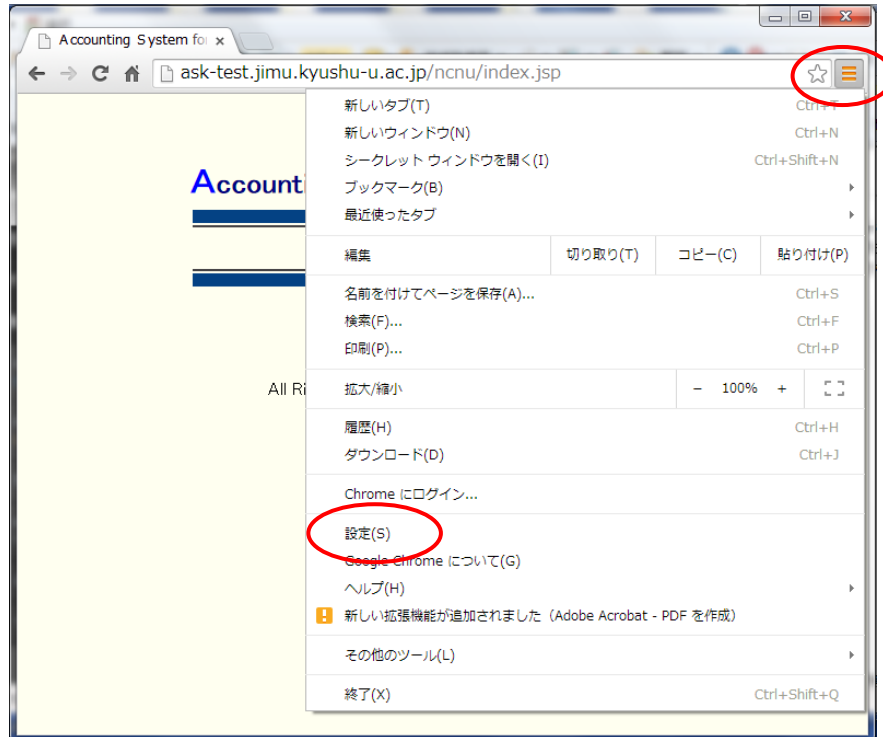 Accounting System for
ask-test.jimu.kyushu-u.ac.jp/ncnu/index.jsp
新しいタブ(T) Ctrl+T
新しいウィンドウ(N) Ctrl+N
シークレット ウィンドウを開く(I) Ctrl+Shift+N
ブックマーク(B)
最近使ったタブ
編集 切り取り(T) コピー(C) 貼り付け(P)
名前を付けてページを保存(A)... Ctrl+S
検索(F)... Ctrl+F
印刷(P)... Ctrl+P
拡大/縮小 − 100% +
履歴(H) Ctrl+H
ダウンロード(D) Ctrl+J
Chrome にログイン...
設定(S)
Google Chrome について(G)
ヘルプ(H)
新しい拡張機能が追加されました（Adobe Acrobat - PDF を作成）
その他のツール(L)
終了(X) Ctrl+Shift+Q
Account
All Ri